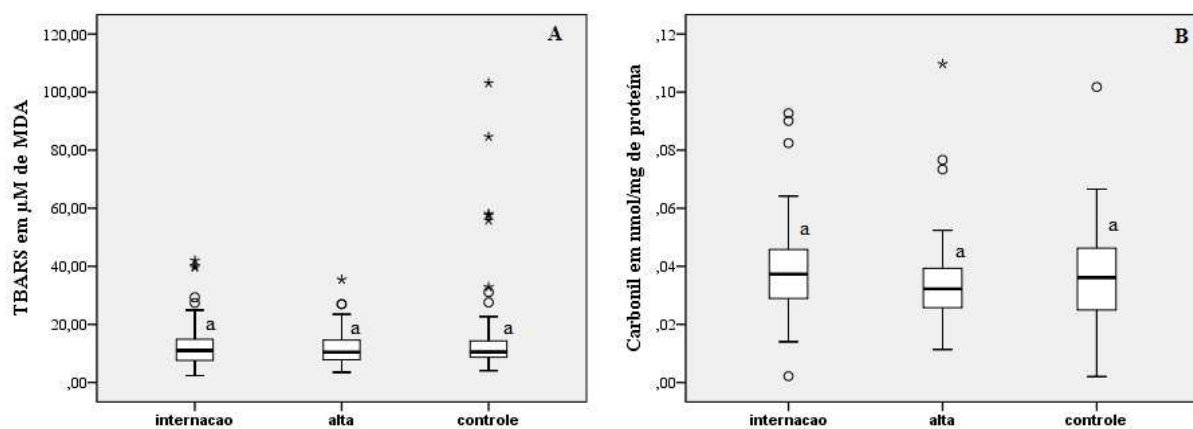 A
TBARS em µM de MDA
120,00
100,00
80,00
60,00
40,00
20,00
,00
a
a
a
internacao
alta
controle
B
Carbonil em nmol/mg de proteína
,12
,10
,08
,06
,04
,02
,00
a
a
a
internacao
alta
controle